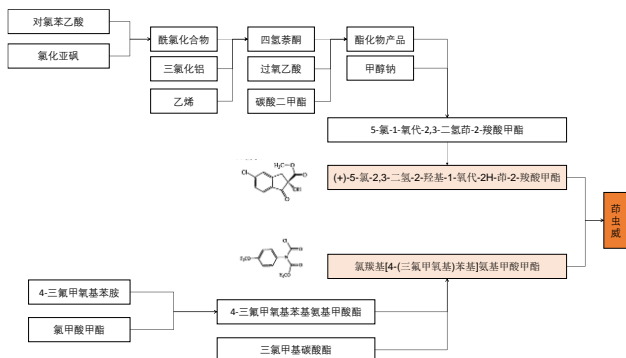 对氯苯乙酸
氯化亚砜
酰氯化合物
三氯化铝
乙烯
四氢萘酮
过氧乙酸
碳酸二甲酯
酯化物产品
甲醇钠
5-氯-1-氧代-2,3-二氢茚-2-羧酸甲酯
(+)-5-氯-2,3-二氢-2-羟基-1-氧代-2H-茚-2-羧酸甲酯
茚
虫
威
氯羰基[4-(三氟甲氧基)苯基]氨基甲酸甲酯
4-三氟甲氧基苯胺
氯甲酸甲酯
4-三氟甲氧基苯基氨基甲酸酯
三氯甲基碳酸酯
H₃C
O
Cl
O
OH
O
Cl
O
N
O
F₃CO